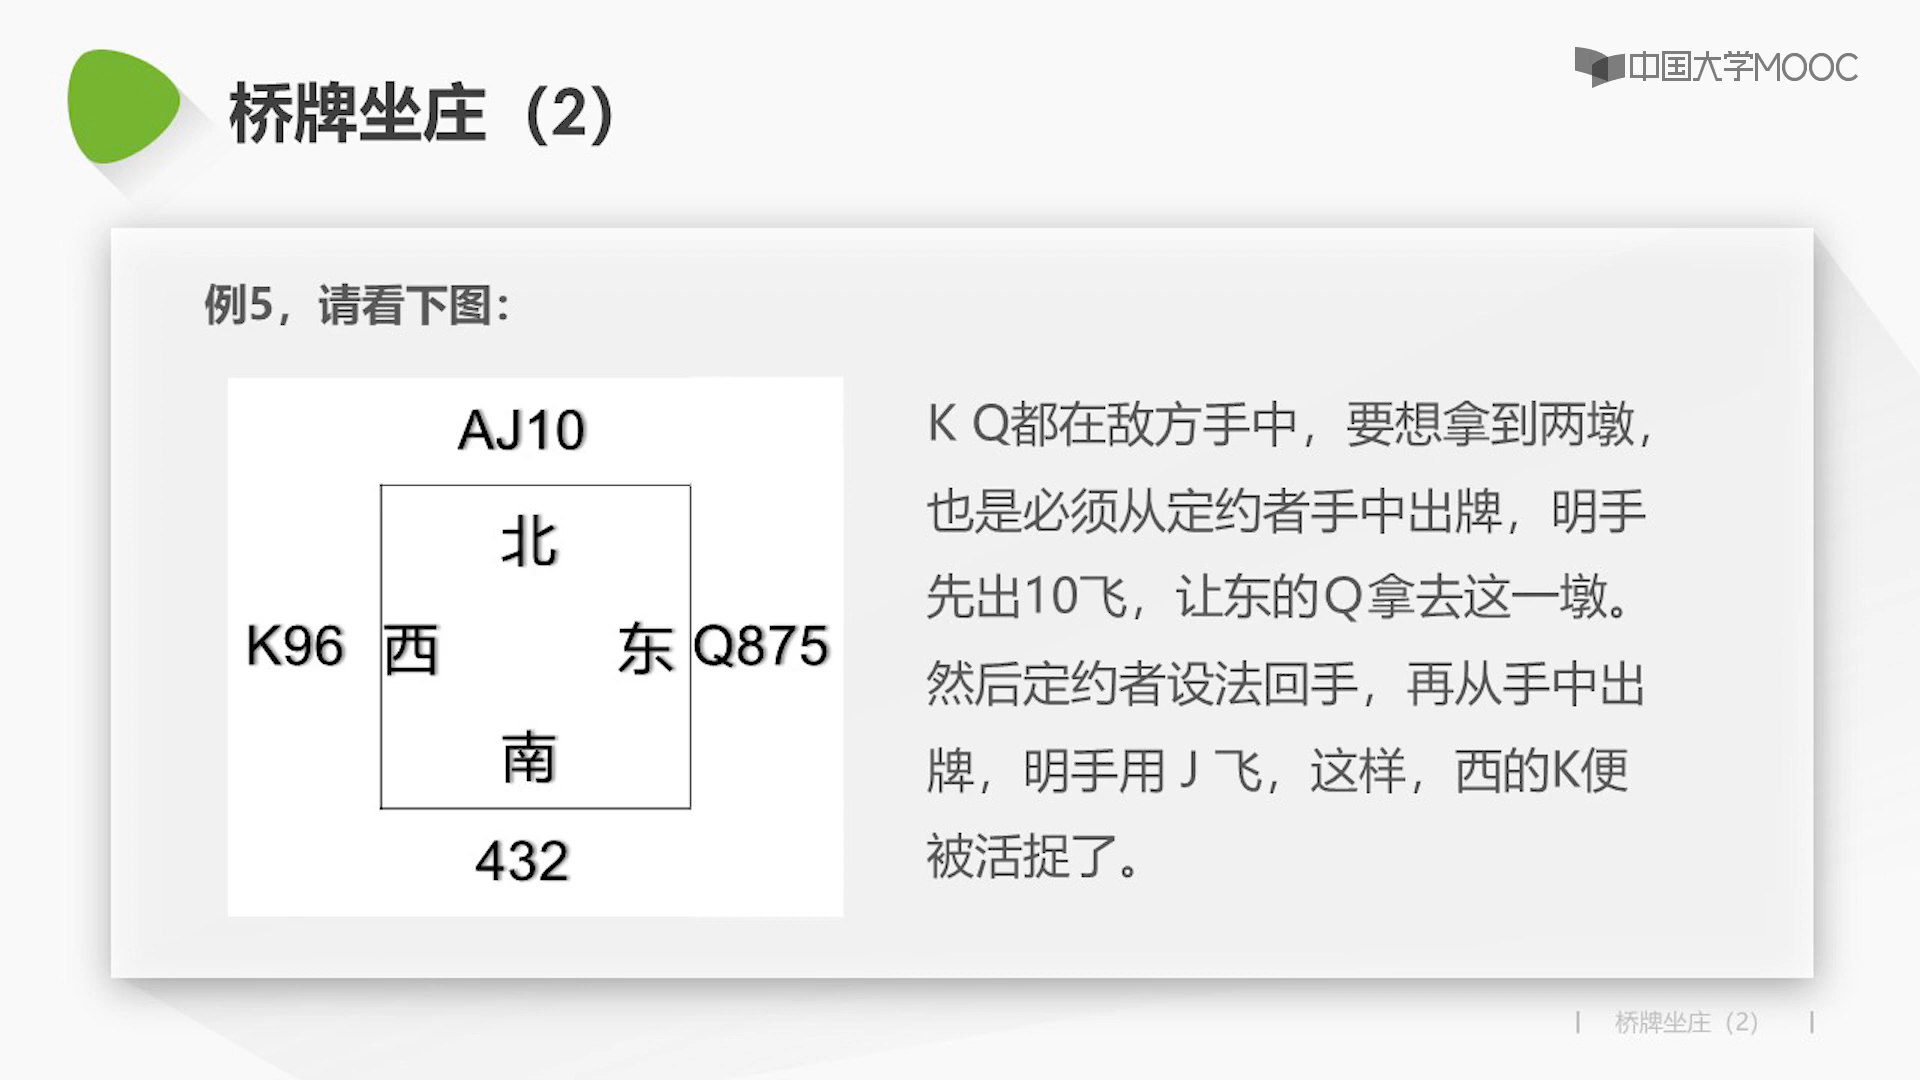 中国大学MOOC
桥牌坐庄（2）
例5，请看下图：
AJ10
北
K96 西 东 Q875
南
432
K Q都在敌方手中，要想拿到两墩，
也是必须从定约者手中出牌，明手
先出10飞，让东的Q拿去这一墩。
然后定约者设法回手，再从手中出
牌，明手用 J 飞，这样，西的K便
被活捉了。
桥牌坐庄（2）